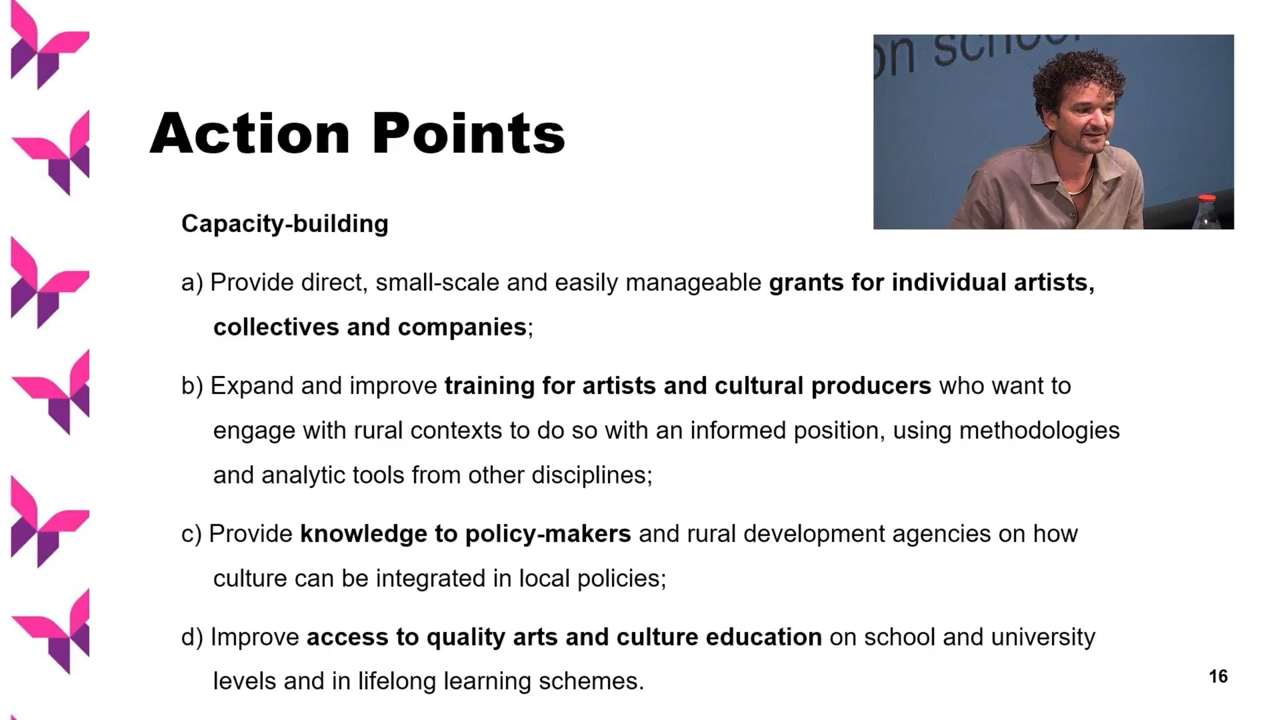 on school
Action Points
Capacity-building
a) Provide direct, small-scale and easily manageable grants for individual artists,
collectives and companies;
b) Expand and improve training for artists and cultural producers who want to
engage with rural contexts to do so with an informed position, using methodologies
and analytic tools from other disciplines;
c) Provide knowledge to policy-makers and rural development agencies on how
culture can be integrated in local policies;
d) Improve access to quality arts and culture education on school and university
levels and in lifelong learning schemes.
16